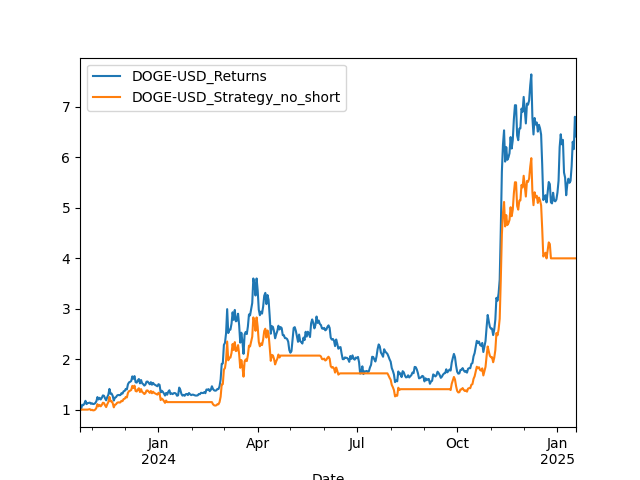 DOGE-USD_Returns
DOGE-USD_Strategy_no_short
7
6
5
4
3
2
1
Jan
2024
Apr
Jul
Oct
Jan
2025
Date